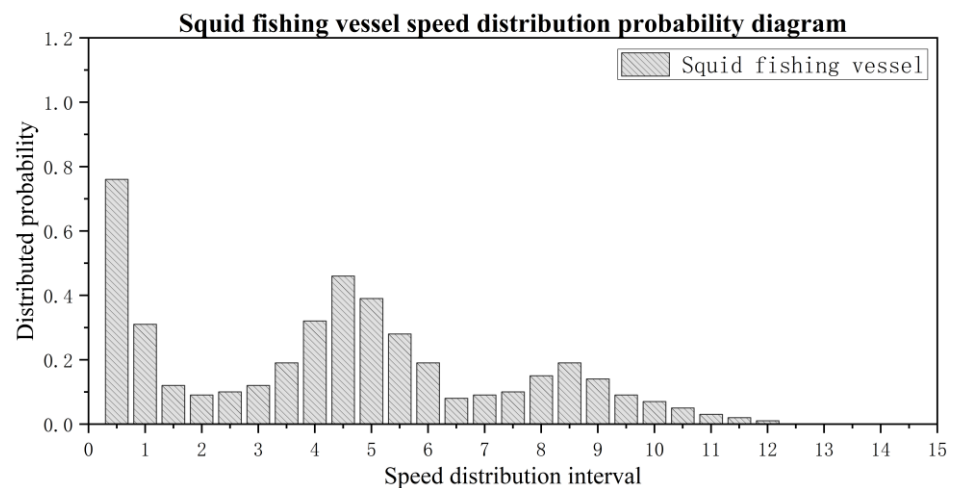 Squid fishing vessel speed distribution probability diagram
Squid fishing vessel
Distributed probability
1.2
1.0
0.8
0.6
0.4
0.2
0.0
0 1 2 3 4 5 6 7 8 9 10 11 12 13 14 15
Speed distribution interval